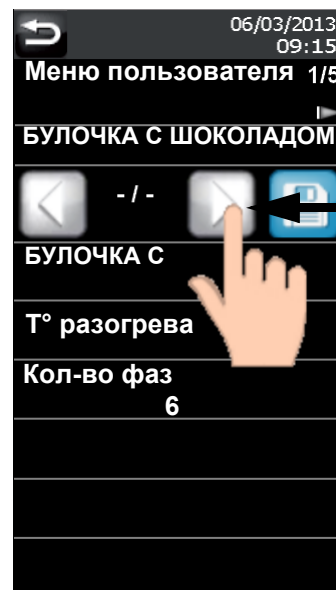 06/03/2013
09:15
Меню пользователя 1/5
БУЛОЧКА С ШОКОЛАДОМ
- / -
БУЛОЧКА С
T° разогрева
Кол-во фаз
6